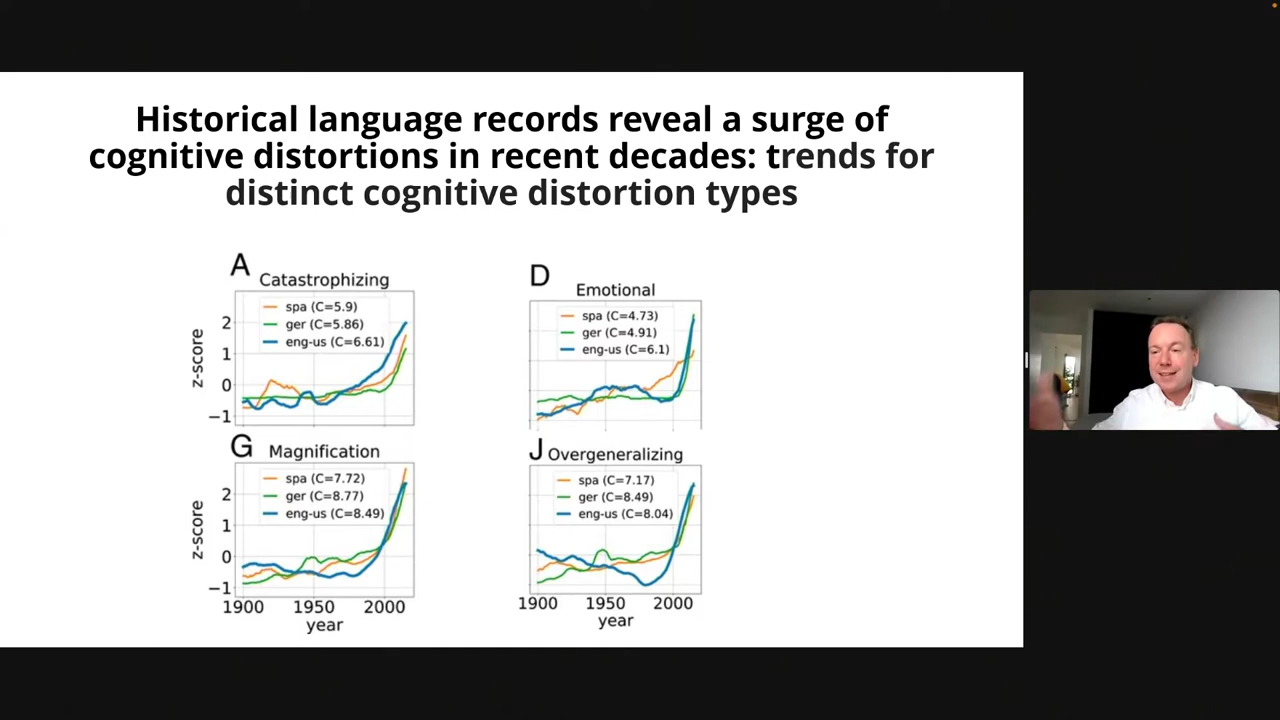 Historical language records reveal a surge of
cognitive distortions in recent decades: trends for
distinct cognitive distortion types
A
Catastrophizing
spa (C=5.9)
ger (C=5.86)
eng-us (C=6.61)
z-score
2
1
0
−1
D
Emotional
spa (C=4.73)
ger (C=4.91)
eng-us (C=6.1)
G
Magnification
spa (C=7.72)
ger (C=8.77)
eng-us (C=8.49)
z-score
2
1
0
−1
1900 1950 2000
year
J
Overgeneralizing
spa (C=7.17)
ger (C=8.49)
eng-us (C=8.04)
1900 1950 2000
year